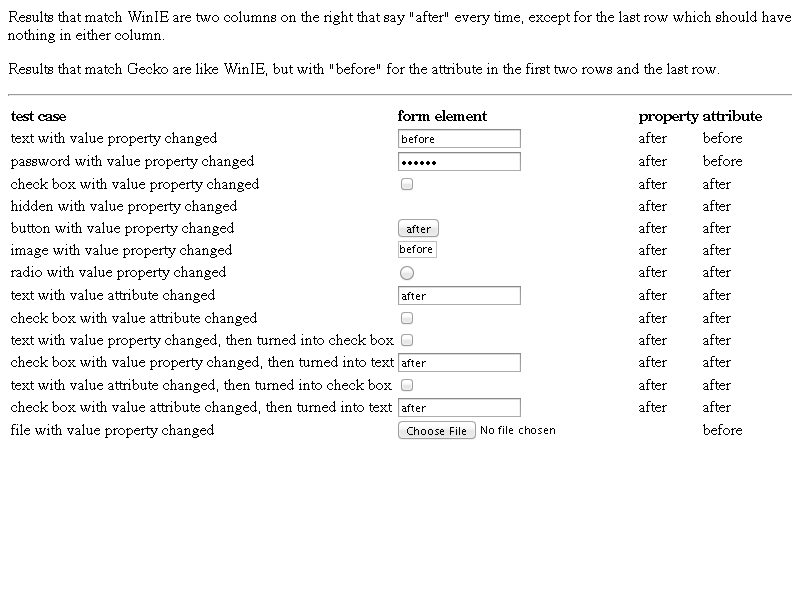 Results that match WinIE are two columns on the right that say "after" every time, except for the last row which should have
nothing in either column.
Results that match Gecko are like WinIE, but with "before" for the attribute in the first two rows and the last row.
test case form element property attribute
text with value property changed before after before
password with value property changed •••••• after before
check box with value property changed after after
hidden with value property changed after after
button with value property changed after after after
image with value property changed before after after
radio with value property changed after after
text with value attribute changed after after after
check box with value attribute changed after after
text with value property changed, then turned into check box after after
check box with value property changed, then turned into text after after after
text with value attribute changed, then turned into check box after after
check box with value attribute changed, then turned into text after after after
file with value property changed Choose File No file chosen before